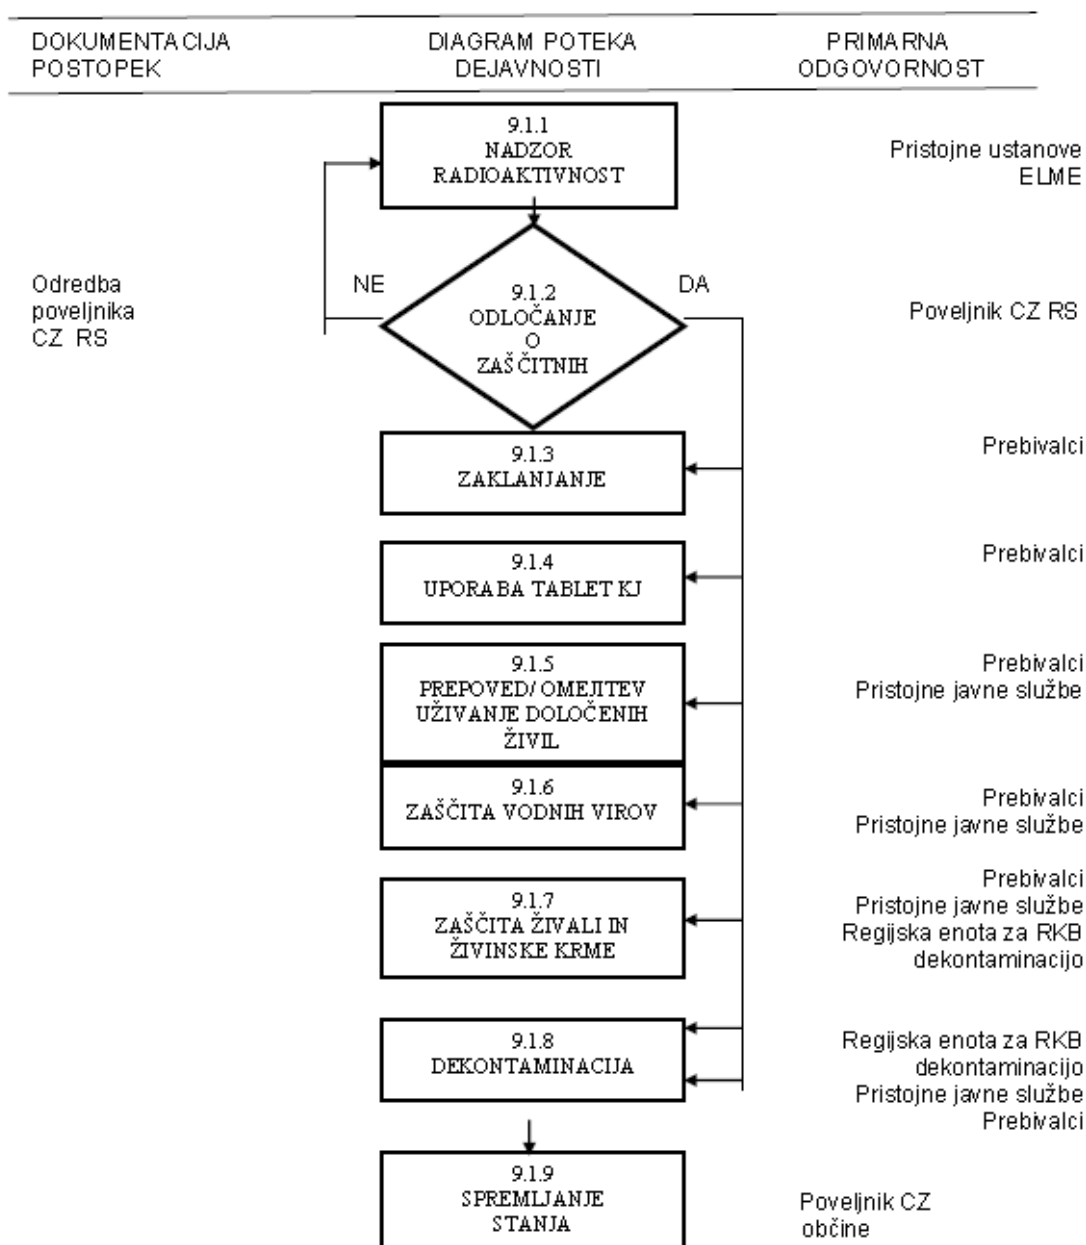 DOKUMENTACIJA
POSTOPEK
DIAGRAM POTEKA
DEJAVNOSTI
PRIMARNA
ODGOVORNOST
9.1.1
NADZOR
RADIOAKTIVNOST
Pristojne ustanove
ELME
Odredba
poveljnika
CZ RS
NE
9.1.2
ODLOČANJE
O
ZAŠČITNIH
DA
Poveljnik CZ RS
9.1.3
ZAKLANJANJE
Prebivalci
9.1.4
UPORABA TABLET KJ
Prebivalci
9.1.5
PREPOVED/ OMEJITEV
UŽIVANJE DOLOČENIH
ŽIVIL
Prebivalci
Pristojne javne službe
9.1.6
ZAŠČITA VODNIH VIROV
Prebivalci
Pristojne javne službe
9.1.7
ZAŠČITA ŽIVALI IN
ŽIVINSKE KRME
Prebivalci
Pristojne javne službe
Regijska enota za RKB
dekontaminacijo
9.1.8
DEKONTAMINACIJA
Regijska enota za RKB
dekontaminacijo
Pristojne javne službe
Prebivalci
9.1.9
SPREMLJANJE
STANJA
Poveljnik CZ
občine